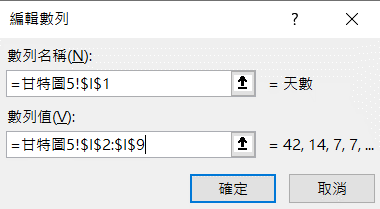 編輯數列
數列名稱(N):
=甘特圖5!$I$1 = 天數
數列值(V):
=甘特圖5!$I$2:$I$9 = 42, 14, 7, 7, ...
確定 取消